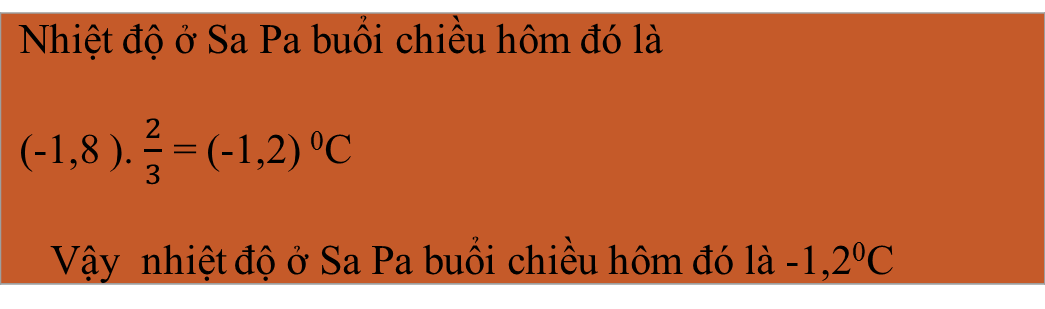 Nhiệt độ ở Sa Pa buổi chiều hôm đó là
(-1,8 ). 2/3 = (-1,2) ⁰C
Vậy nhiệt độ ở Sa Pa buổi chiều hôm đó là -1,2⁰C